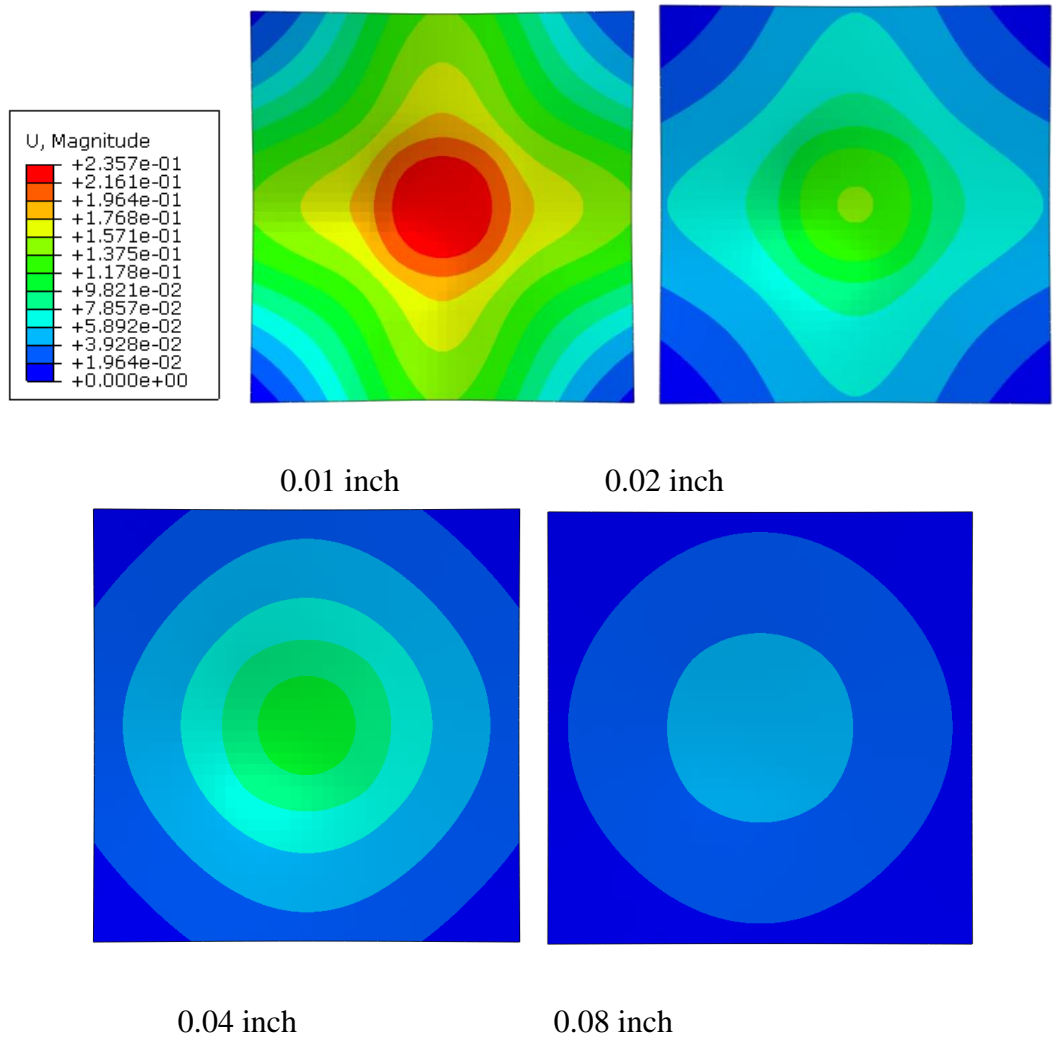 U, Magnitude
+2.357e-01
+2.161e-01
+1.964e-01
+1.768e-01
+1.571e-01
+1.375e-01
+1.178e-01
+9.821e-02
+7.857e-02
+5.892e-02
+3.928e-02
+1.964e-02
+0.000e+00
0.01 inch
0.02 inch
0.04 inch
0.08 inch